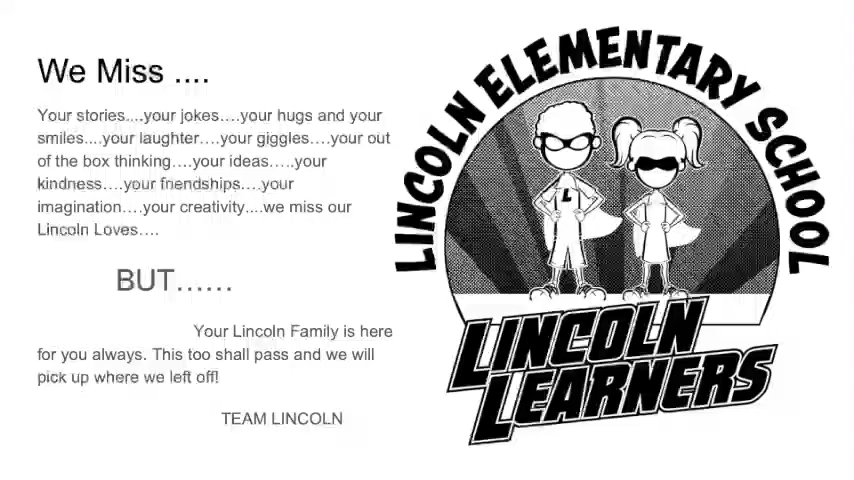 We Miss ....
Your stories....your jokes….your hugs and your
smiles....your laughter….your giggles….your out
of the box thinking….your ideas…..your
kindness….your friendships….your
imagination….your creativity....we miss our
Lincoln Loves….
BUT……
Your Lincoln Family is here
for you always. This too shall pass and we will
pick up where we left off!
TEAM LINCOLN
LINCOLN ELEMENTARY SCHOOL
L
LINCOLN
LEARNERS